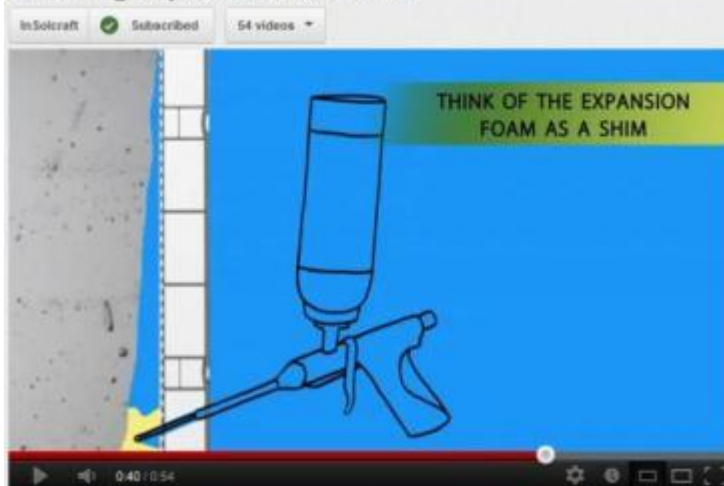 InSolcraft Subscribed 54 videos
THINK OF THE EXPANSION
FOAM AS A SHIM
0:40 / 0:54